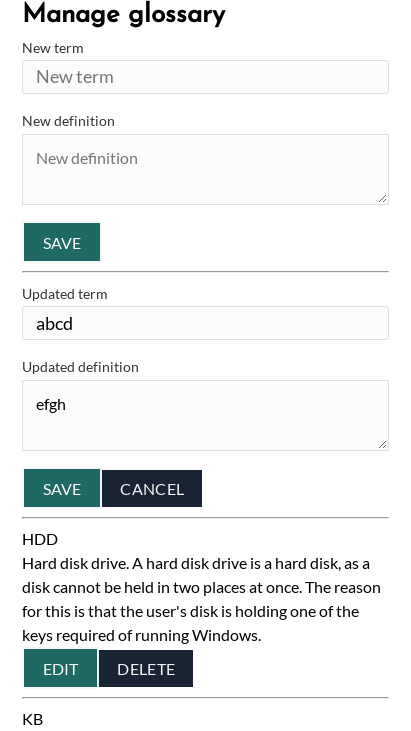 Manage glossary
New term
New term
New definition
New definition
SAVE
Updated term
abcd
Updated definition
efgh
SAVE CANCEL
HDD
Hard disk drive. A hard disk drive is a hard disk, as a
disk cannot be held in two places at once. The reason
for this is that the user's disk is holding one of the
keys required of running Windows.
EDIT DELETE
KB